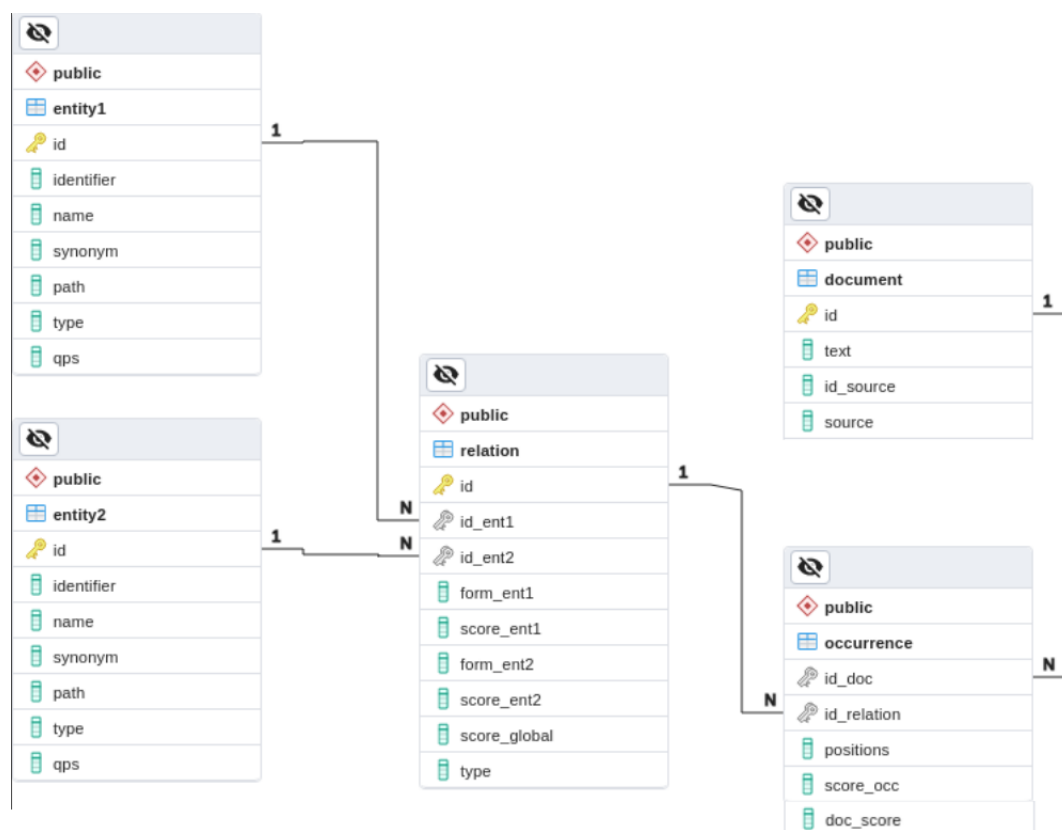 public
entity1
id
identifier
name
synonym
path
type
qps
1
public
entity2
id
identifier
name
synonym
path
type
qps
1
N
N
public
relation
id
id_ent1
id_ent2
form_ent1
score_ent1
form_ent2
score_ent2
score_global
type
1
N
public
document
id
text
id_source
source
1
public
occurrence
id_doc
id_relation
positions
score_occ
doc_score
N